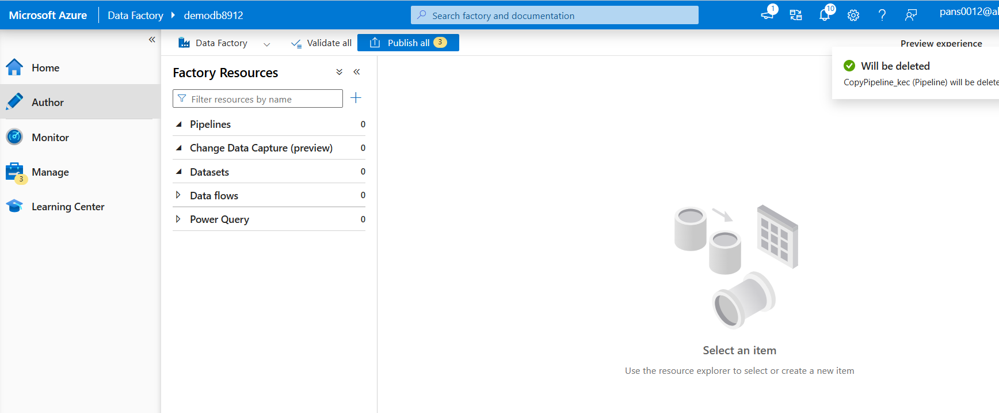 Microsoft Azure
Data Factory
demodb8912
Search factory and documentation
1
10
pans0012@al
Data Factory
Validate all
Publish all
3
Preview experience
Will be deleted
CopyPipeline_kec (Pipeline) will be delete
Home
Author
Monitor
Manage
3
Learning Center
Factory Resources
Filter resources by name
Pipelines 0
Change Data Capture (preview) 0
Datasets 0
Data flows 0
Power Query 0
Select an item
Use the resource explorer to select or create a new item